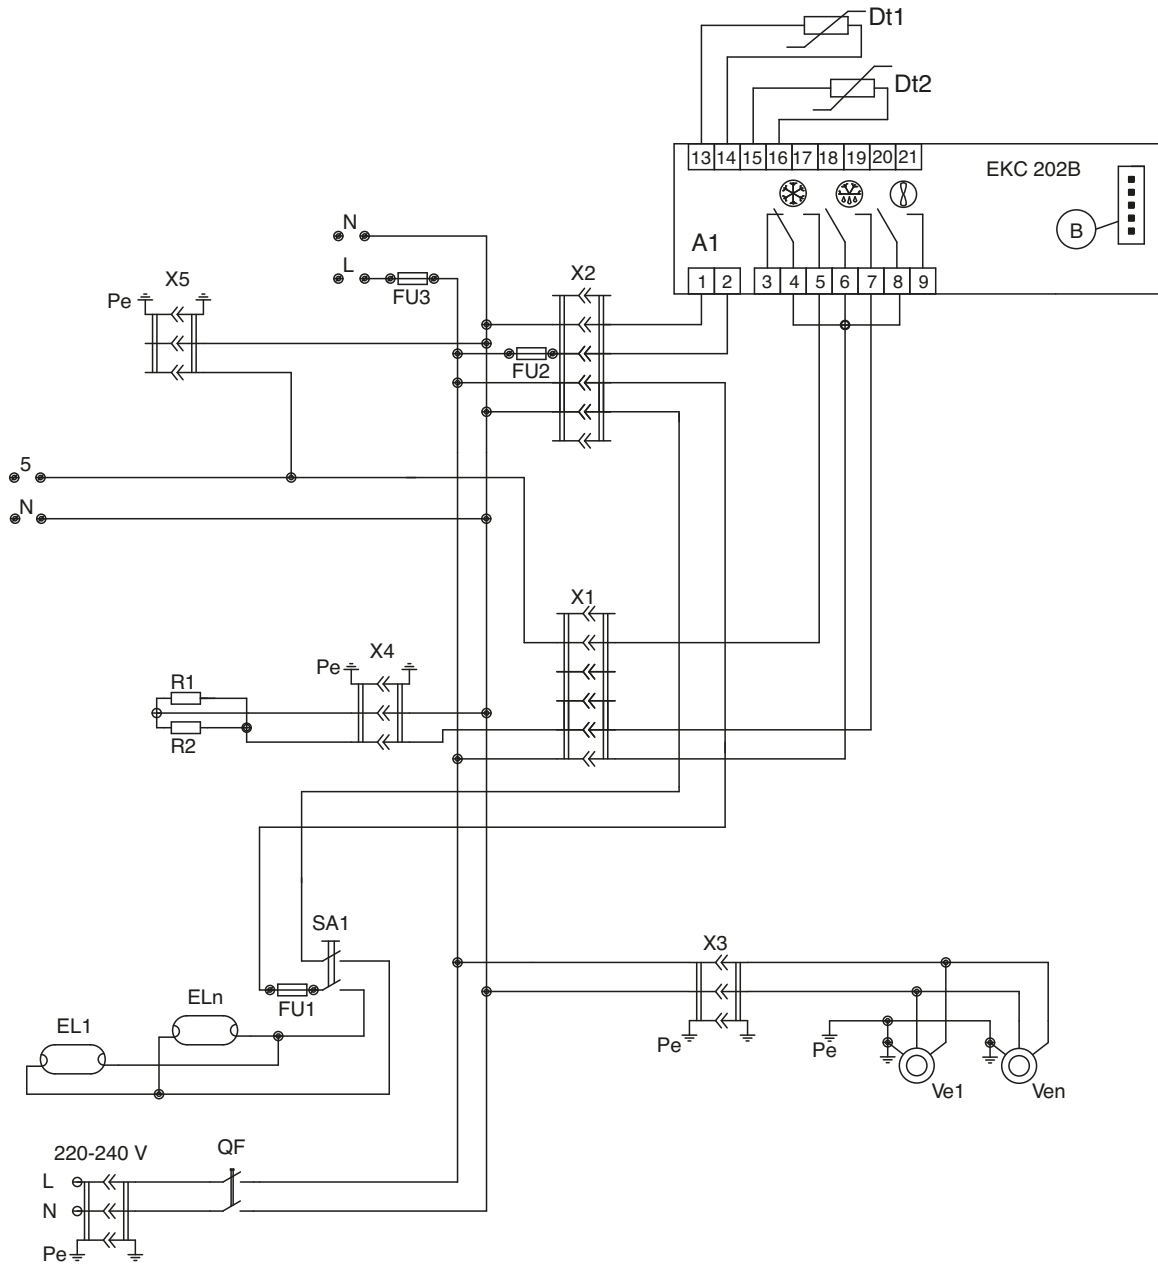 Dt1
Dt2
13 14 15 16 17 18 19 20 21
EKC 202B
B
A1
1 2 3 4 5 6 7 8 9
N
L
FU3
X5
Pe
X2
FU2
5
N
X1
X4
Pe
R1
R2
SA1
FU1
ELn
EL1
X3
Pe
Pe
Ve1
Ven
220-240 V
QF
L
N
Pe